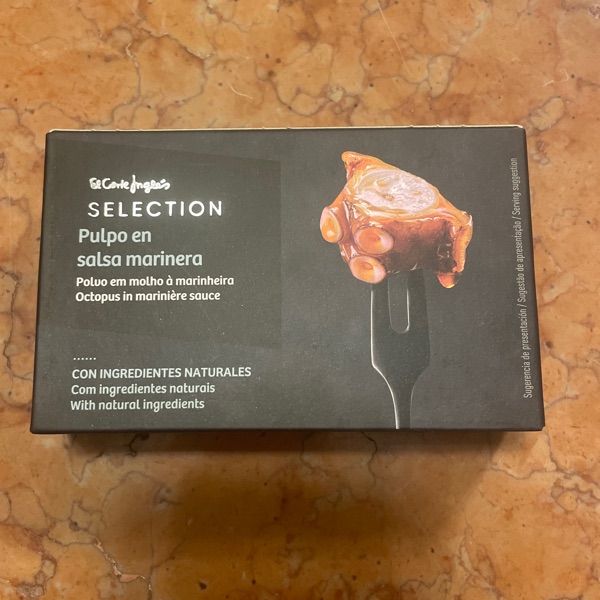 El Corte Inglés
SELECTION
Pulpo en
salsa marinera
Polvo em molho à marinheira
Octopus in marinière sauce
......
CON INGREDIENTES NATURALES
Com ingredientes naturais
With natural ingredients
Sugerencia de presentación / Sugestão de apresentação / Serving suggestion